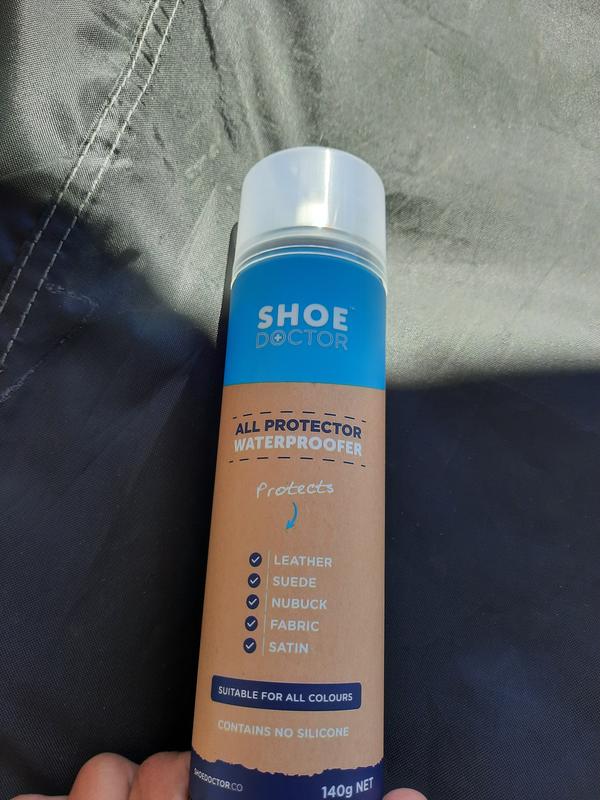 SHOE™
DOCTOR
ALL PROTECTOR
WATERPROOFER
Protects
LEATHER
SUEDE
NUBUCK
FABRIC
SATIN
SUITABLE FOR ALL COLOURS
CONTAINS NO SILICONE
SHOEDOCTOR.CO
140g NET